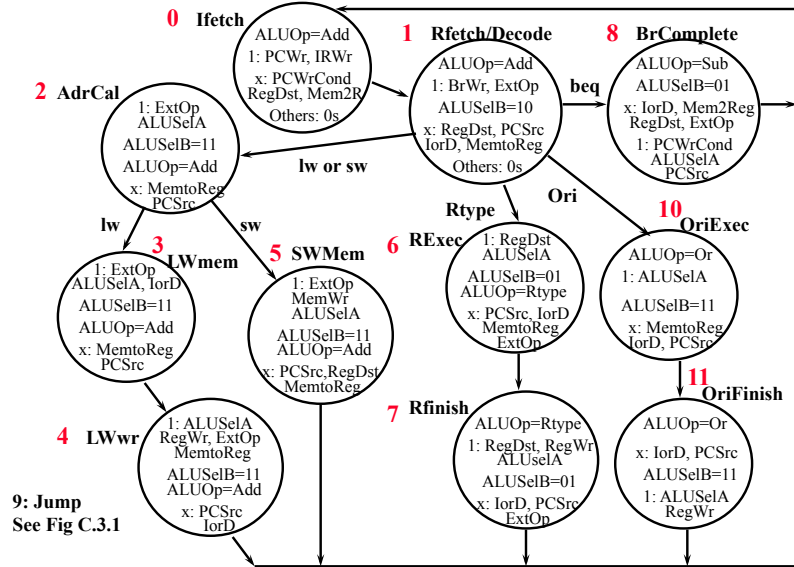 0 Ifetch
ALUOp=Add
1: PCWr, IRWr
x: PCWrCond
RegDst, Mem2R
Others: 0s
1 Rfetch/Decode
ALUOp=Add
1: BrWr, ExtOp
ALUSelB=10
x: RegDst, PCSrc
IorD, MemtoReg
Others: 0s
beq
8 BrComplete
ALUOp=Sub
ALUSelB=01
x: IorD, Mem2Reg
RegDst, ExtOp
1: PCWrCond
ALUSelA
PCSrc
2 AdrCal
1: ExtOp
ALUSelA
ALUSelB=11
ALUOp=Add
x: MemtoReg
PCSrc
lw or sw
Rtype
Ori
lw
sw
3 LWmem
1: ExtOp
ALUSelA, IorD
ALUSelB=11
ALUOp=Add
x: MemtoReg
PCSrc
5 SWMem
1: ExtOp
MemWr
ALUSelA
ALUSelB=11
ALUOp=Add
x: PCSrc,RegDst
MemtoReg
6 RExec
1: RegDst
ALUSelA
ALUSelB=01
ALUOp=Rtype
x: PCSrc, IorD
MemtoReg
ExtOp
10 OriExec
ALUOp=Or
1: ALUSelA
ALUSelB=11
x: MemtoReg
IorD, PCSrc
4 LWwr
1: ALUSelA
RegWr, ExtOp
MemtoReg
ALUSelB=11
ALUOp=Add
x: PCSrc
IorD
7 Rfinish
ALUOp=Rtype
1: RegDst, RegWr
ALUselA
ALUSelB=01
x: IorD, PCSrc
ExtOp
11 OriFinish
ALUOp=Or
x: IorD, PCSrc
ALUSelB=11
1: ALUSelA
RegWr
9: Jump
See Fig C.3.1